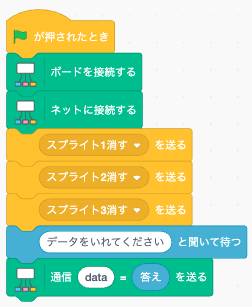 が押されたとき
ボードを接続する
ネットに接続する
スプライト1消す を送る
スプライト2消す を送る
スプライト3消す を送る
データをいれてください と聞いて待つ
通信 data = 答え を送る